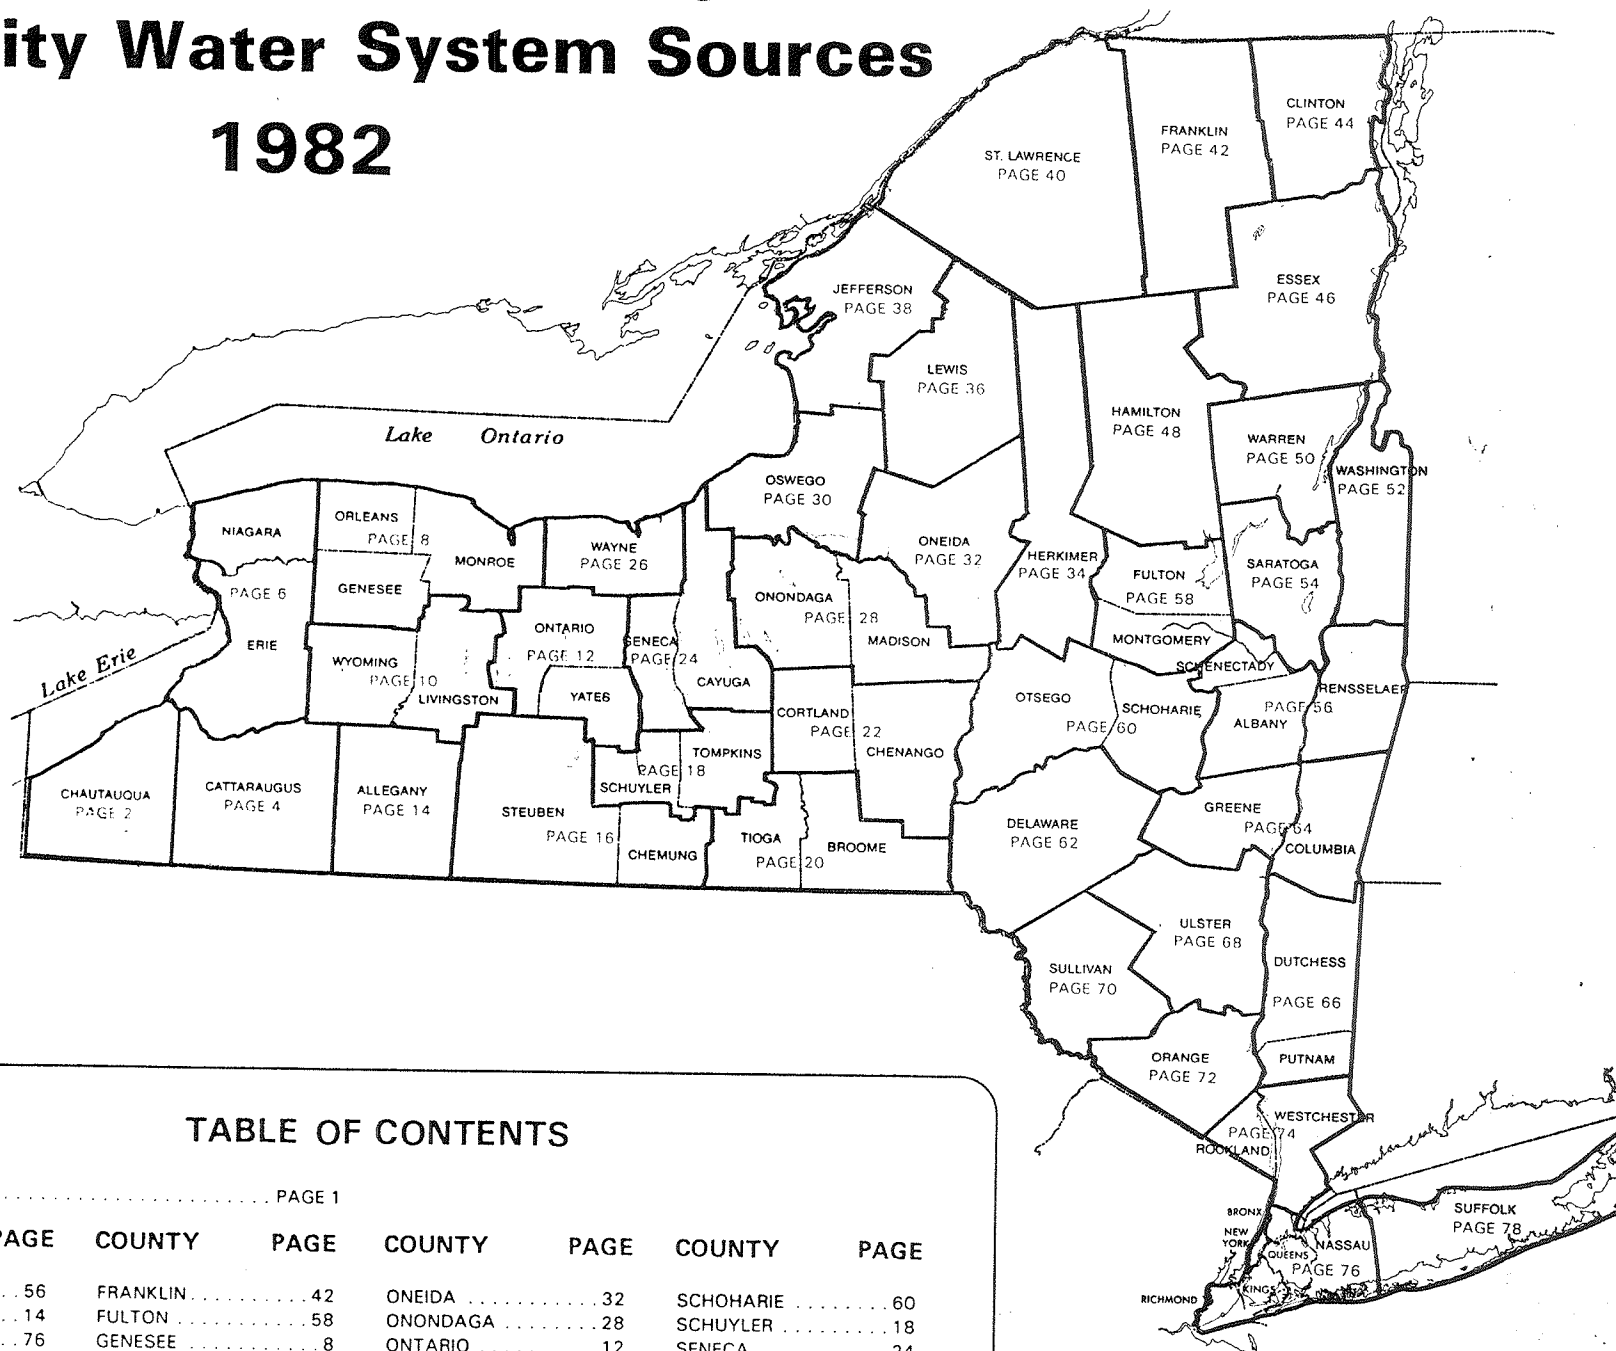 ity Water System Sources
1982
CLINTON
PAGE 44
FRANKLIN
PAGE 42
ST. LAWRENCE
PAGE 40
ESSEX
PAGE 46
JEFFERSON
PAGE 38
LEWIS
PAGE 36
HAMILTON
PAGE 48
WARREN
PAGE 50
WASHINGTON
PAGE 52
Lake Ontario
OSWEGO
PAGE 30
ONEIDA
PAGE 32
HERKIMER
PAGE 34
FULTON
PAGE 58
SARATOGA
PAGE 54
MONTGOMERY
SCHENECTADY
NIAGARA
PAGE 6
ERIE
ORLEANS
PAGE 8
GENESEE
MONROE
WAYNE
PAGE 26
ONONDAGA
PAGE 28
MADISON
ONTARIO
PAGE 12
SENECA
PAGE 24
CAYUGA
YATES
WYOMING
PAGE 10
LIVINGSTON
Lake Erie
OTSEGO
PAGE 60
SCHOHARIE
RENSSELAER
PAGE 56
ALBANY
CORTLAND
PAGE 22
CHENANGO
TOMPKINS
PAGE 18
SCHUYLER
CHAUTAUQUA
PAGE 2
CATTARAUGUS
PAGE 4
ALLEGANY
PAGE 14
STEUBEN
PAGE 16
CHEMUNG
TIOGA
PAGE 20
BROOME
DELAWARE
PAGE 62
GREENE
PAGE 64
COLUMBIA
ULSTER
PAGE 68
DUTCHESS
PAGE 66
SULLIVAN
PAGE 70
ORANGE
PAGE 72
PUTNAM
WESTCHESTER
PAGE 74
ROCKLAND
BRONX
NEW
YORK
QUEENS
NASSAU
PAGE 76
KINGS
RICHMOND
SUFFOLK
PAGE 78
TABLE OF CONTENTS
. . . . . . . . . . . . . . . . . . . . . . . . . . PAGE 1
PAGE COUNTY PAGE COUNTY PAGE COUNTY PAGE
. . 56 FRANKLIN . . . . . . . . . . 42 ONEIDA . . . . . . . . . . . 32 SCHOHARIE . . . . . . . 60
. . 14 FULTON . . . . . . . . . . . 58 ONONDAGA . . . . . . . . 28 SCHUYLER . . . . . . . . 18
. . 76 GENESEE . . . . . . . . . . . 8 ONTARIO . . . . . . . . . . 12 SENECA . . . . . . . . . . 24